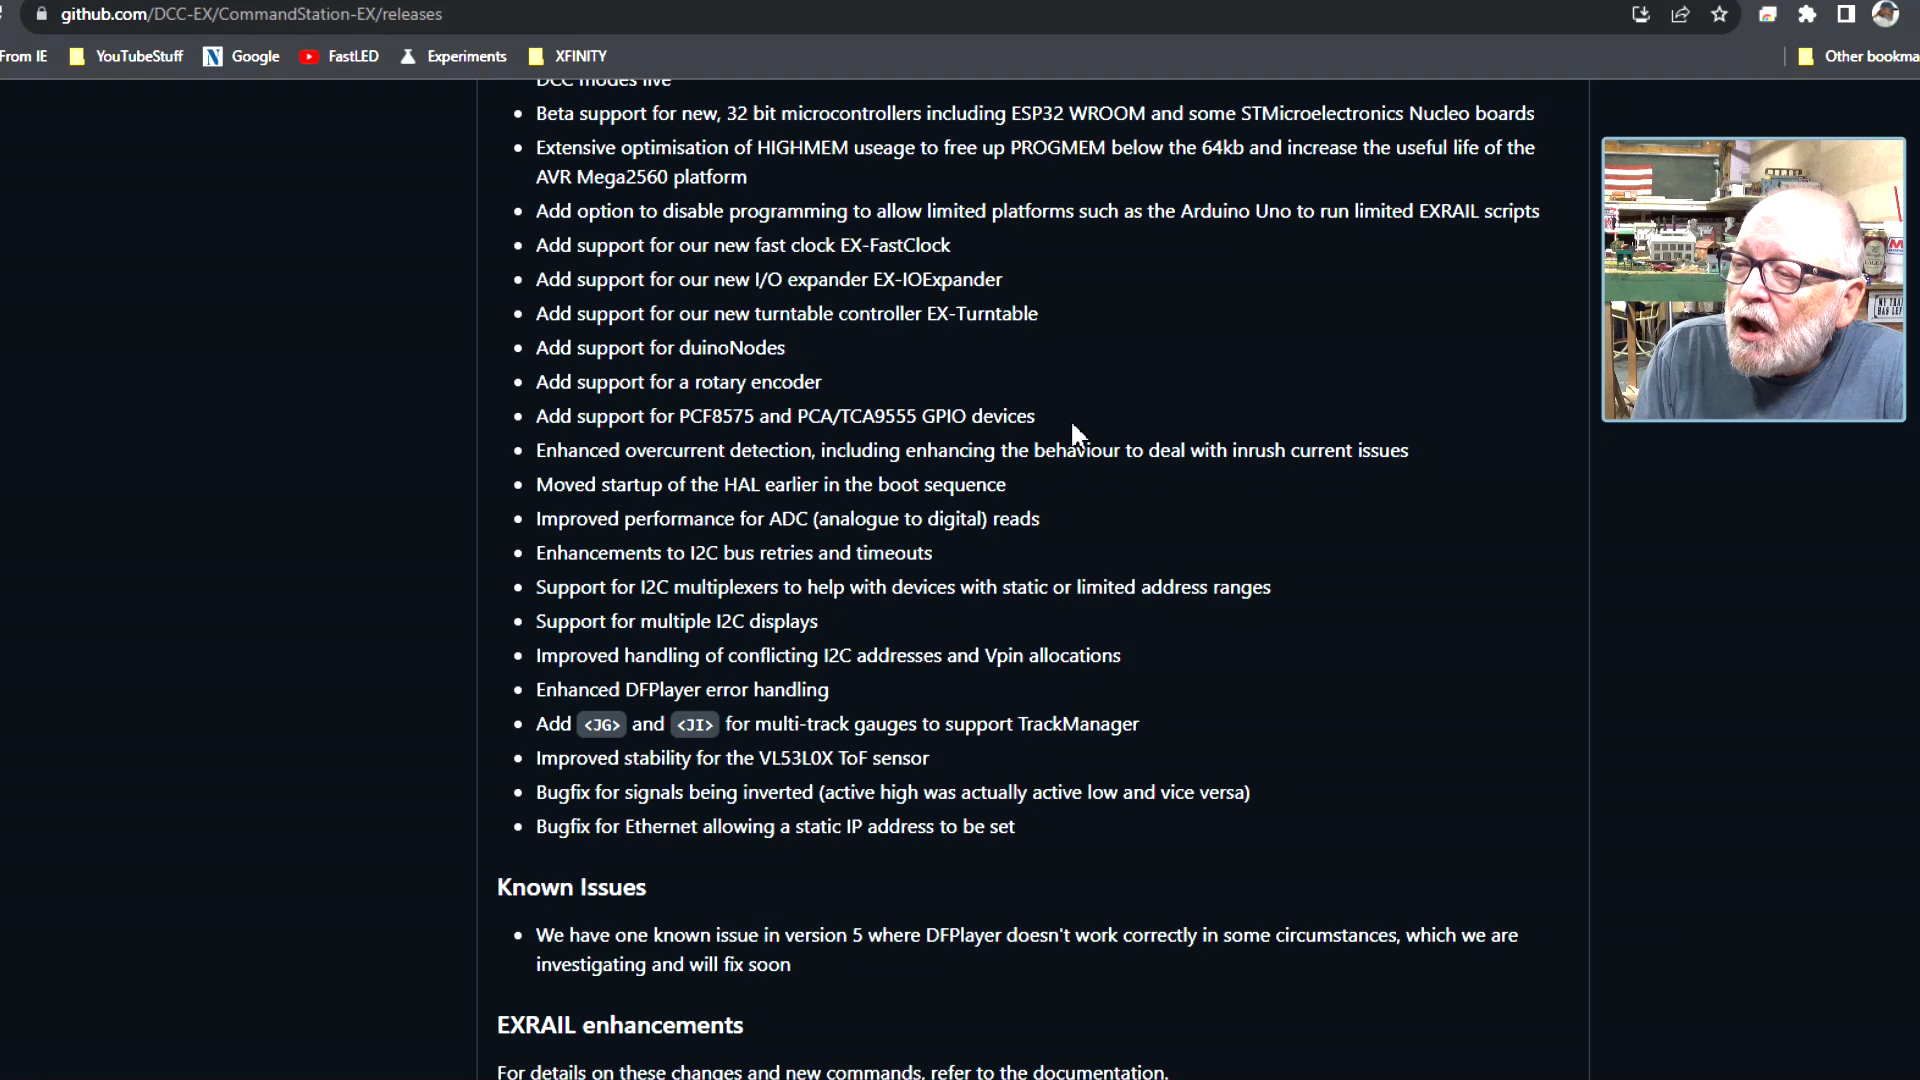 github.com/DCC-EX/CommandStation-EX/releases
From IE YouTubeStuff Google FastLED Experiments XFINITY Other bookma
DCC modes live
Beta support for new, 32 bit microcontrollers including ESP32 WROOM and some STMicroelectronics Nucleo boards
Extensive optimisation of HIGHMEM useage to free up PROGMEM below the 64kb and increase the useful life of the
AVR Mega2560 platform
Add option to disable programming to allow limited platforms such as the Arduino Uno to run limited EXRAIL scripts
Add support for our new fast clock EX-FastClock
Add support for our new I/O expander EX-IOExpander
Add support for our new turntable controller EX-Turntable
Add support for duinoNodes
Add support for a rotary encoder
Add support for PCF8575 and PCA/TCA9555 GPIO devices
Enhanced overcurrent detection, including enhancing the behaviour to deal with inrush current issues
Moved startup of the HAL earlier in the boot sequence
Improved performance for ADC (analogue to digital) reads
Enhancements to I2C bus retries and timeouts
Support for I2C multiplexers to help with devices with static or limited address ranges
Support for multiple I2C displays
Improved handling of conflicting I2C addresses and Vpin allocations
Enhanced DFPlayer error handling
Add <JG> and <JI> for multi-track gauges to support TrackManager
Improved stability for the VL53L0X ToF sensor
Bugfix for signals being inverted (active high was actually active low and vice versa)
Bugfix for Ethernet allowing a static IP address to be set
Known Issues
We have one known issue in version 5 where DFPlayer doesn't work correctly in some circumstances, which we are
investigating and will fix soon
EXRAIL enhancements
For details on these changes and new commands, refer to the documentation.